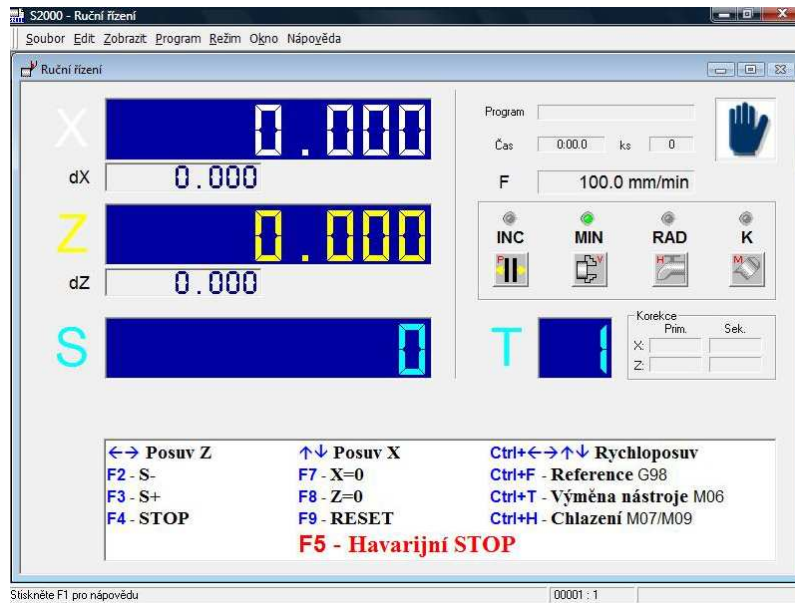 S2000 - Ruční řízení
Soubor Edit Zobrazit Program Režim Okno Nápověda
Ruční řízení
X 0.000
dX 0.000
Z 0.000
dZ 0.000
S 0
Program
Čas 0:00.0 ks 0
F 100.0 mm/min
INC MIN RAD K
P V H M
T 1
Korekce
Prim. Sek.
X:
Z:
←→ Posuv Z ↑↓ Posuv X Ctrl+←→↑↓ Rychloposuv
F2 - S- F7 - X=0 Ctrl+F - Reference G98
F3 - S+ F8 - Z=0 Ctrl+T - Výměna nástroje M06
F4 - STOP F9 - RESET Ctrl+H - Chlazení M07/M09
F5 - Havarijní STOP
Stiskněte F1 pro nápovědu 00001 : 1